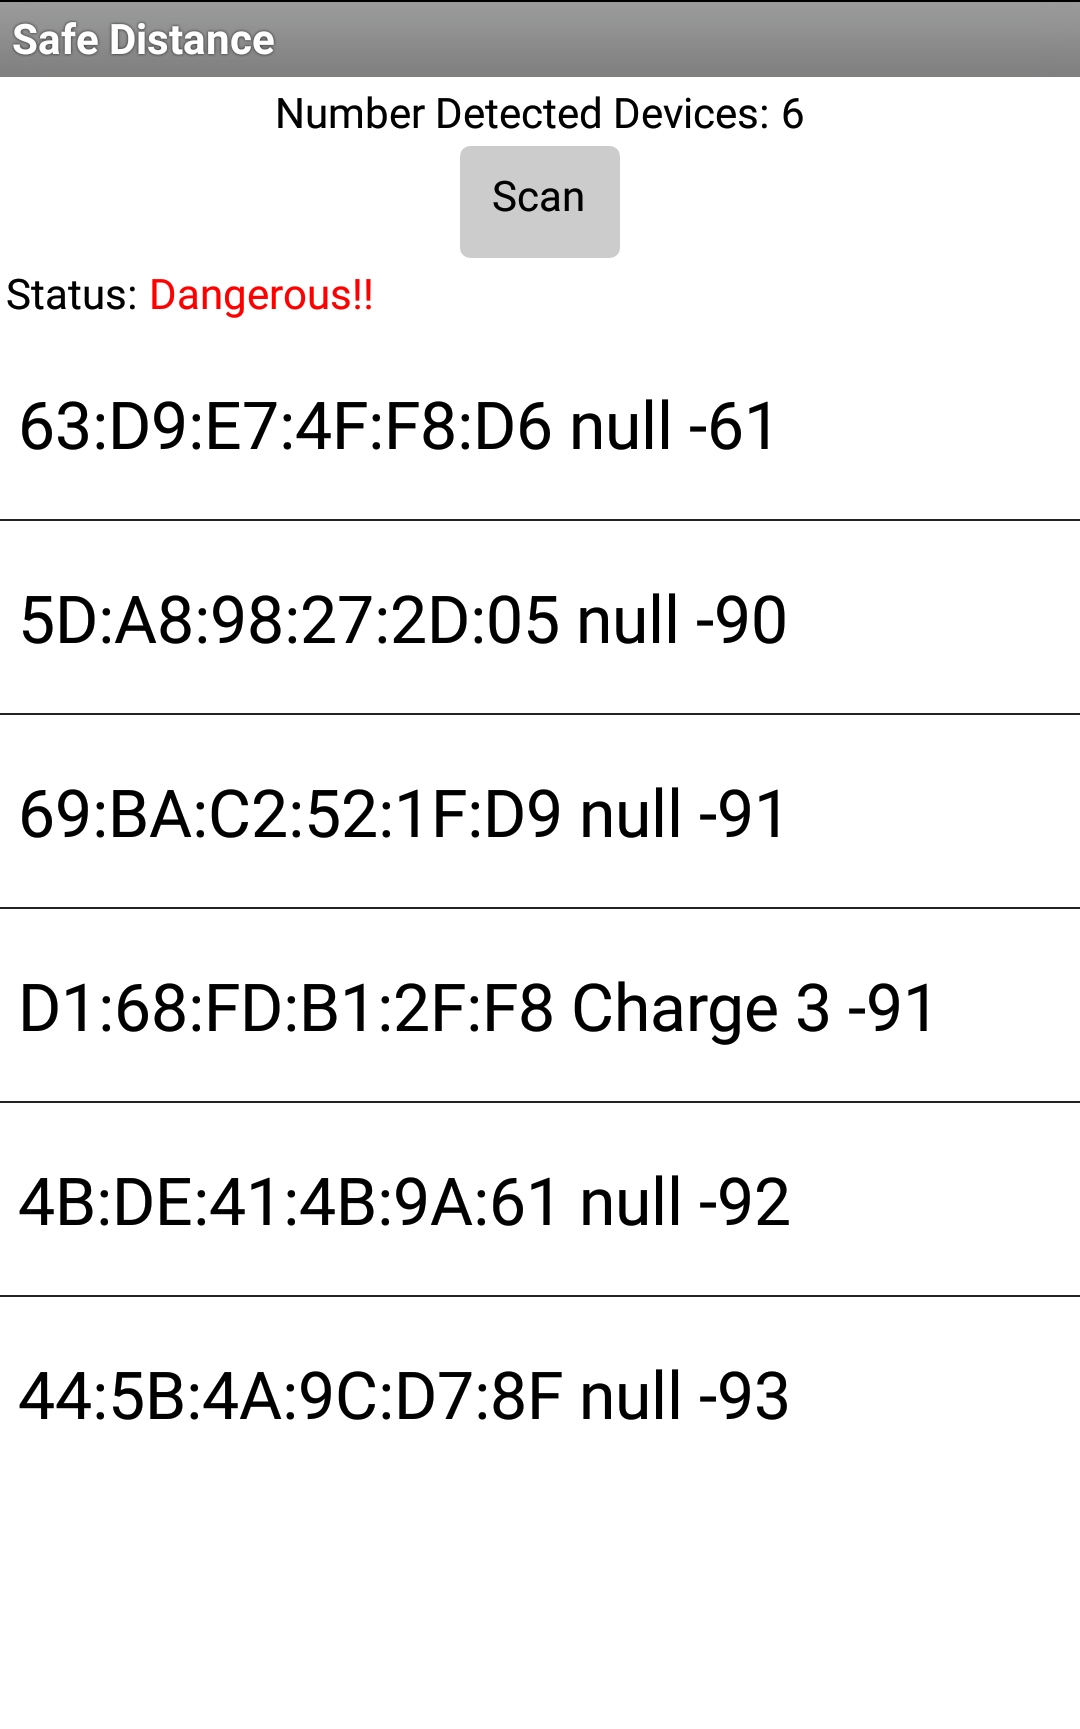 Safe Distance
Number Detected Devices: 6
Scan
Status: Dangerous!!
63:D9:E7:4F:F8:D6 null -61
5D:A8:98:27:2D:05 null -90
69:BA:C2:52:1F:D9 null -91
D1:68:FD:B1:2F:F8 Charge 3 -91
4B:DE:41:4B:9A:61 null -92
44:5B:4A:9C:D7:8F null -93